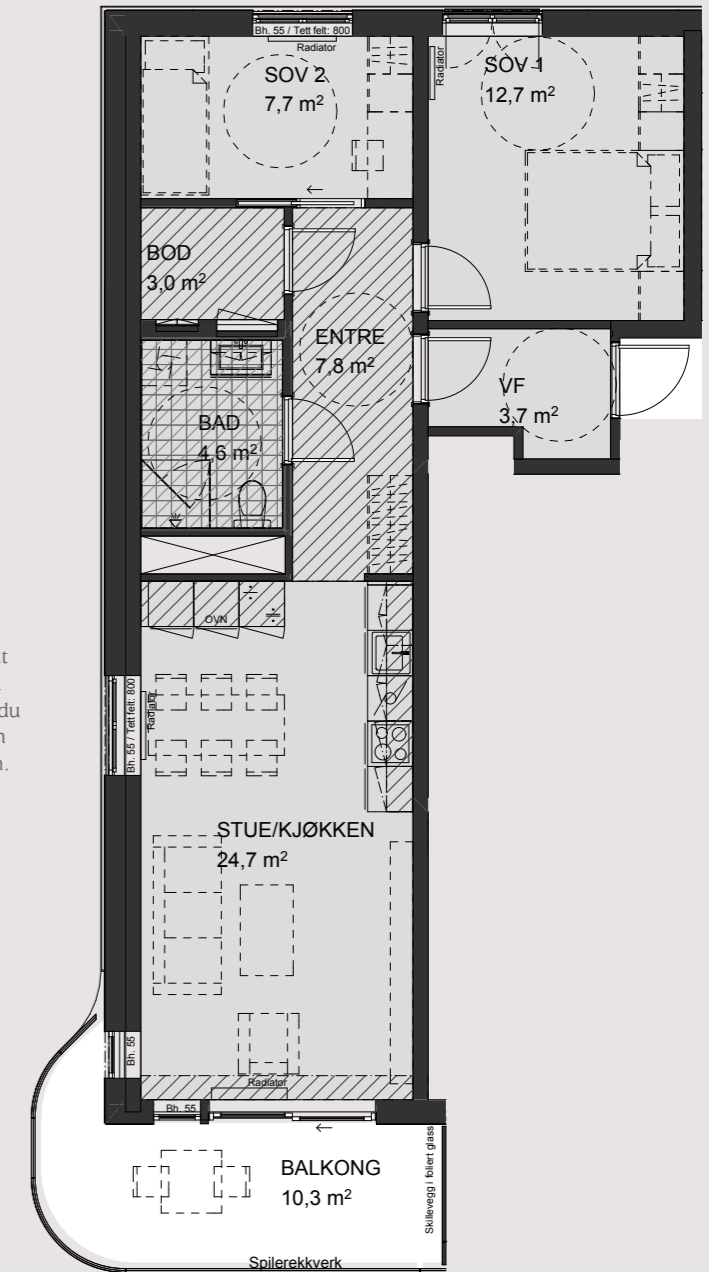 Bh. 55 / Tett felt: 800
Radiator
SOV 2
7,7 m²
Radiator
SOV 1
12,7 m²
BOD
3,0 m²
ENTRE
7,8 m²
VF
3,7 m²
BAD
4,6 m²
OVN
du
Bh. 55 / Tett felt: 800
Radiator
STUE/KJØKKEN
24,7 m²
Bh. 55
Radiator
Bh. 55
BALKONG
10,3 m²
Skillevegg i foliert glass
Spilerekkverk